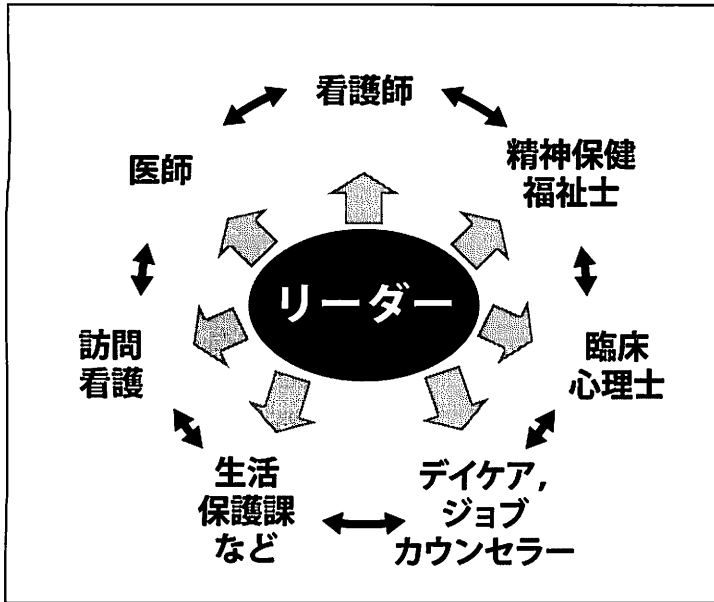 看護師
医師
精神保健
福祉士
リーダー
訪問
看護
臨床
心理士
生活
保護課
など
デイケア，
ジョブ
カウンセラー